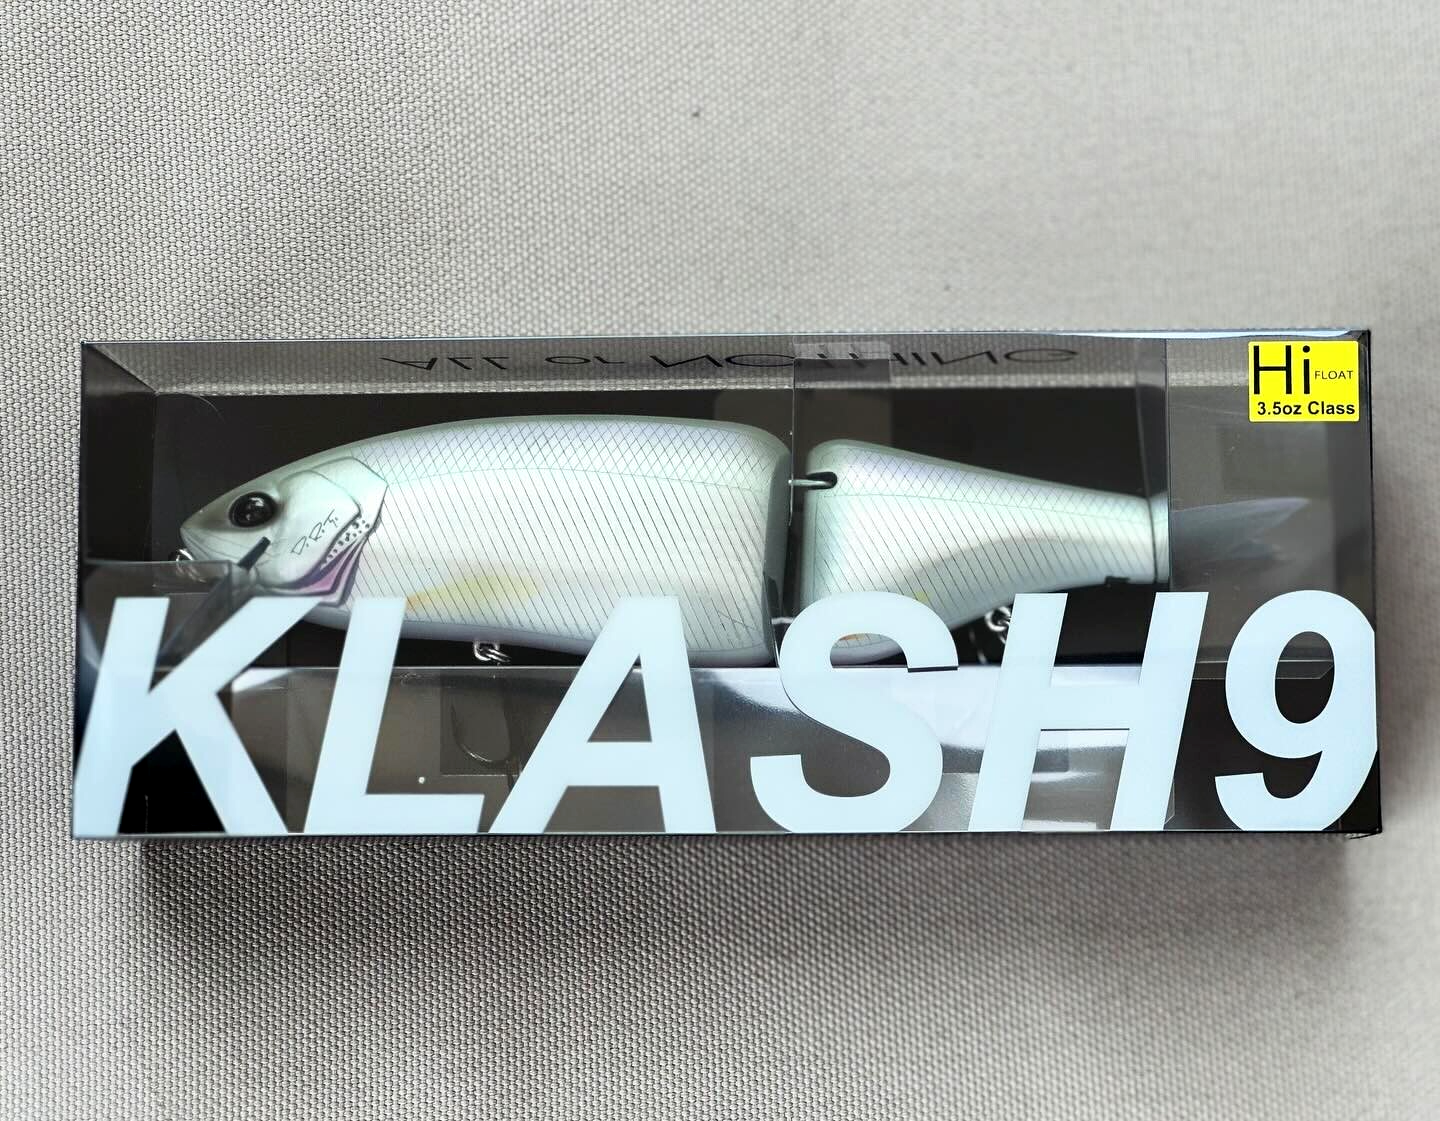 ALL OR NOTHING
Hi FLOAT
3.5oz Class
D.R.T.
KLASH9